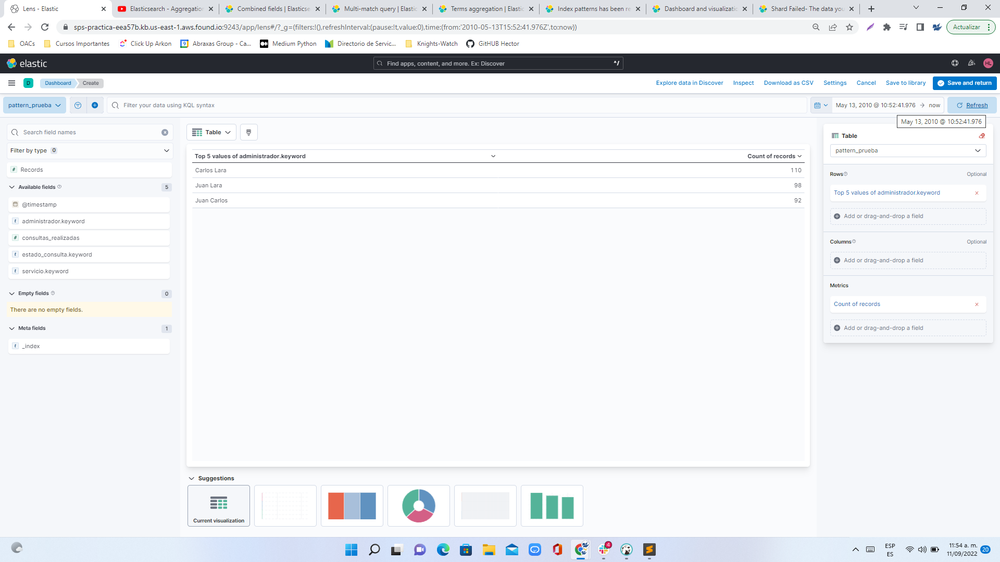 Lens - Elastic
Elasticsearch - Aggregation
Combined fields | Elasticse
Multi-match query | Elastic
Terms aggregation | Elastic
Index patterns has been re
Dashboard and visualizatio
Shard Failed- The data you
sps-practica-eea57b.kb.us-east-1.aws.found.io:9243/app/lens#/?_g=(filters:!(),refreshInterval:(pause:!t,value:0),time:(from:'2010-05-13T15:52:41.976Z',to:now))
Actualizar
OACs
Cursos Importantes
Click Up Arkon
Abraxas Group - Ca...
Medium Python
Directorio de Servic...
Knights-Watch
GitHUB Hector
elastic
Find apps, content, and more. Ex: Discover
^/
HL
D
Dashboard
Create
Explore data in Discover
Inspect
Download as CSV
Settings
Cancel
Save to library
Save and return
pattern_prueba
Filter your data using KQL syntax
May 13, 2010 @ 10:52:41.976
now
Refresh
May 13, 2010 @ 10:52:41.976
Search field names
Filter by type 0
Records
Available fields
5
@timestamp
administrador.keyword
consultas_realizadas
estado_consulta.keyword
servicio.keyword
Empty fields
0
There are no empty fields.
Meta fields
1
_index
Table
Top 5 values of administrador.keyword
Count of records
Carlos Lara
110
Juan Lara
98
Juan Carlos
92
Suggestions
Current visualization
Table
pattern_prueba
Rows
Optional
Top 5 values of administrador.keyword
Add or drag-and-drop a field
Columns
Optional
Add or drag-and-drop a field
Metrics
Count of records
Add or drag-and-drop a field
4
ESP
ES
11:54 a. m.
11/09/2022
20